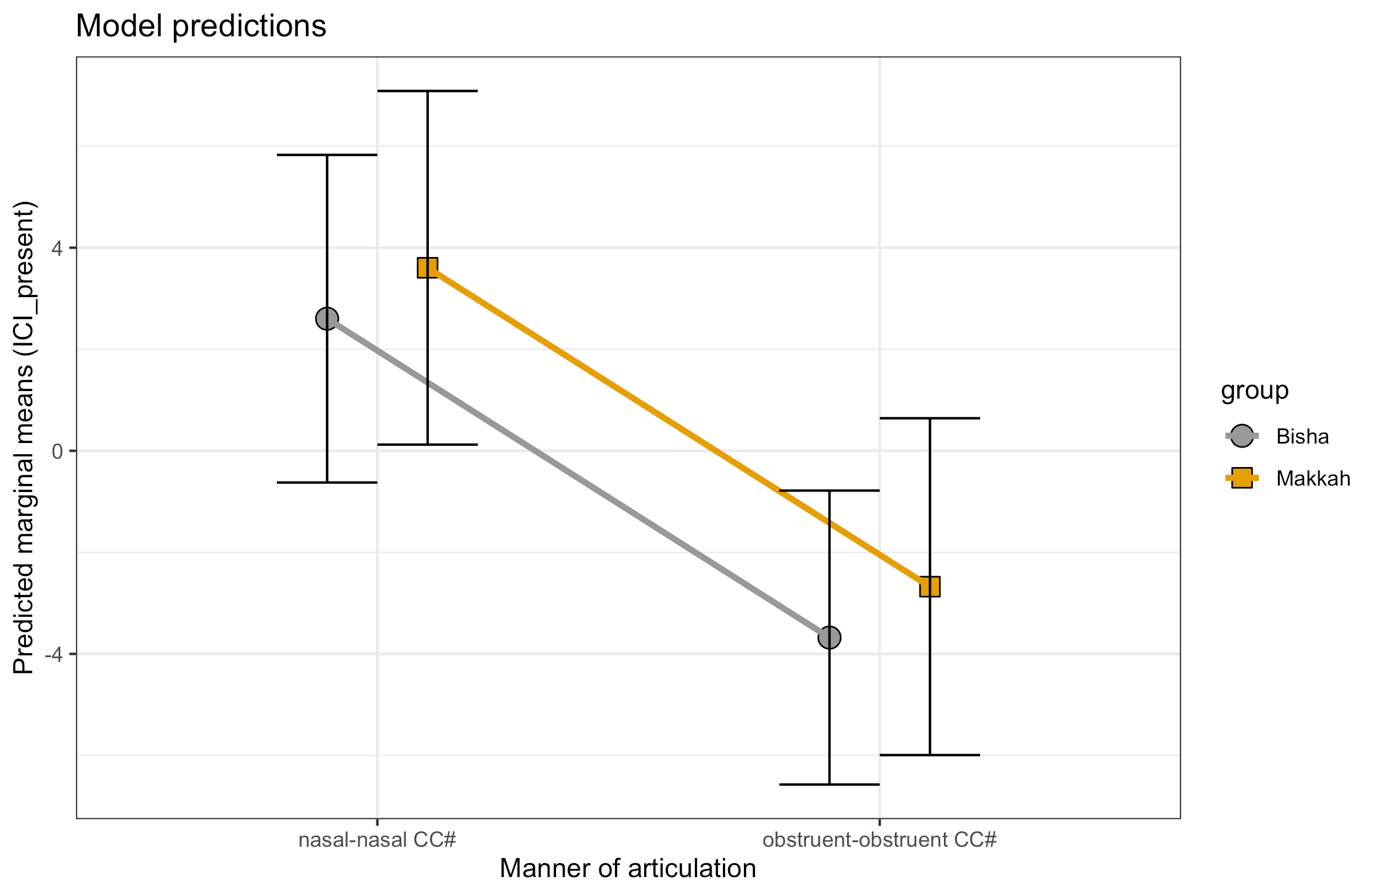 Model predictions
Predicted marginal means (ICI_present)
4
0
-4
nasal-nasal CC#
obstruent-obstruent CC#
Manner of articulation
group
Bisha
Makkah